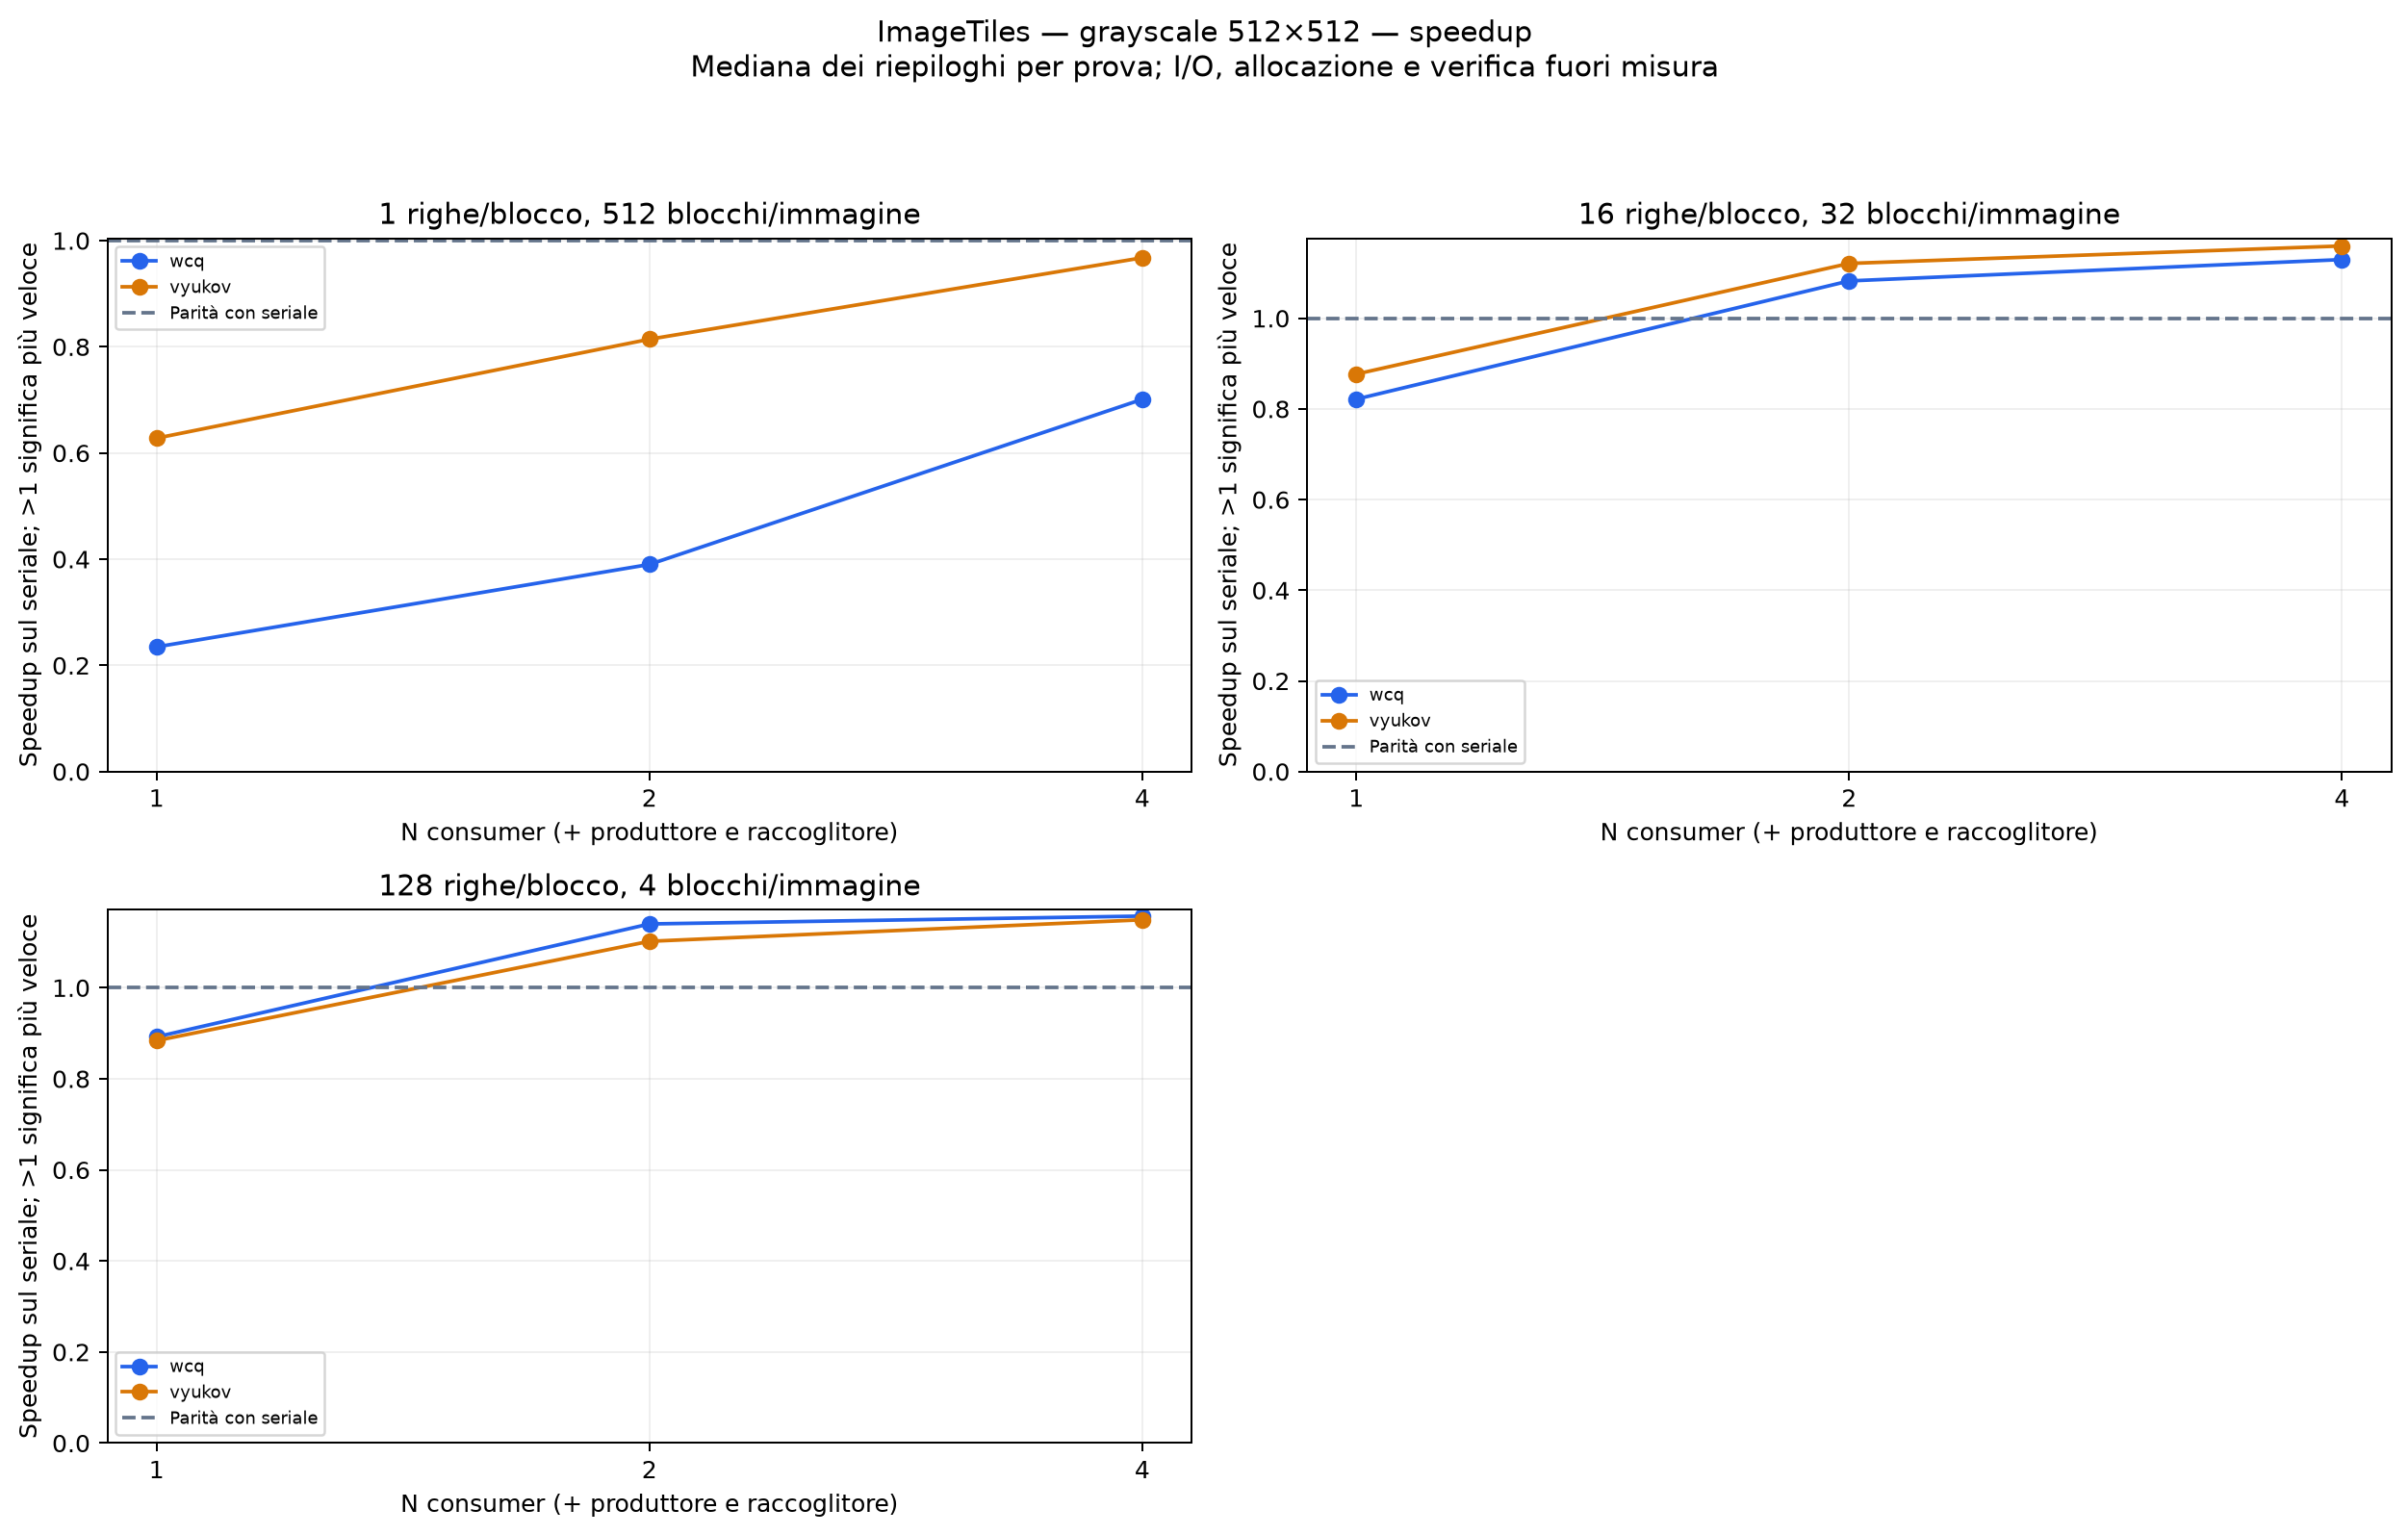 ImageTiles — grayscale 512×512 — speedup
Mediana dei riepiloghi per prova; I/O, allocazione e verifica fuori misura
1 righe/blocco, 512 blocchi/immagine
Speedup sul seriale; >1 significa più veloce
1.0
0.8
0.6
0.4
0.2
0.0
wcq
vyukov
Parità con seriale
1
2
4
N consumer (+ produttore e raccoglitore)
16 righe/blocco, 32 blocchi/immagine
Speedup sul seriale; >1 significa più veloce
1.0
0.8
0.6
0.4
0.2
0.0
wcq
vyukov
Parità con seriale
1
2
4
N consumer (+ produttore e raccoglitore)
128 righe/blocco, 4 blocchi/immagine
Speedup sul seriale; >1 significa più veloce
1.0
0.8
0.6
0.4
0.2
0.0
wcq
vyukov
Parità con seriale
1
2
4
N consumer (+ produttore e raccoglitore)